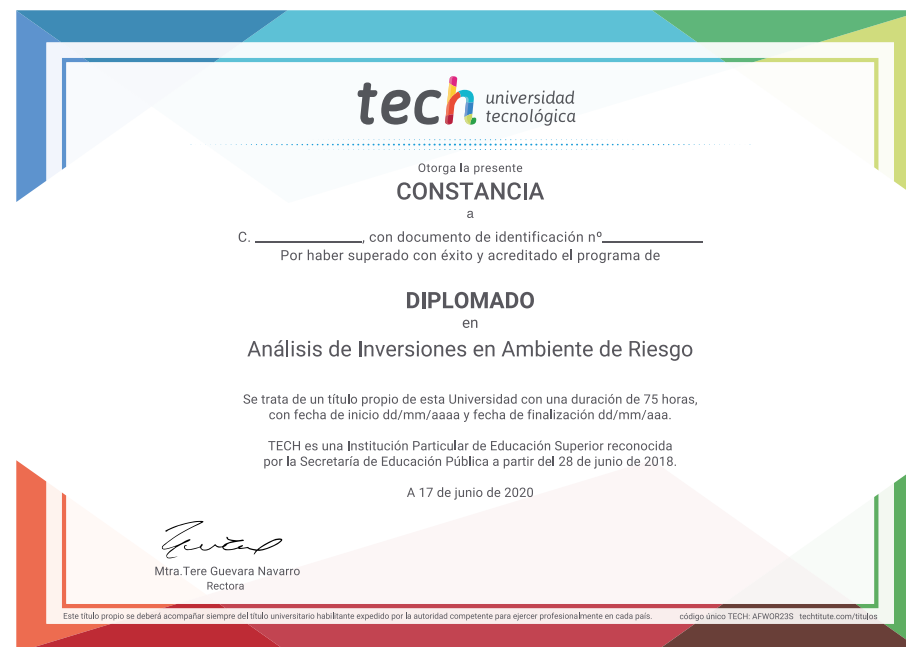 tech universidad
tecnológica
Otorga la presente
CONSTANCIA
a
C. ______________, con documento de identificación nº_____________
Por haber superado con éxito y acreditado el programa de
DIPLOMADO
en
Análisis de Inversiones en Ambiente de Riesgo
Se trata de un título propio de esta Universidad con una duración de 75 horas,
con fecha de inicio dd/mm/aaaa y fecha de finalización dd/mm/aaa.
TECH es una Institución Particular de Educación Superior reconocida
por la Secretaría de Educación Pública a partir del 28 de junio de 2018.
A 17 de junio de 2020
Mtra.Tere Guevara Navarro
Rectora
Este título propio se deberá acompañar siempre del título universitario habilitante expedido por la autoridad competente para ejercer profesionalmente en cada país. código único TECH: AFWOR23S techtitute.com/titulos